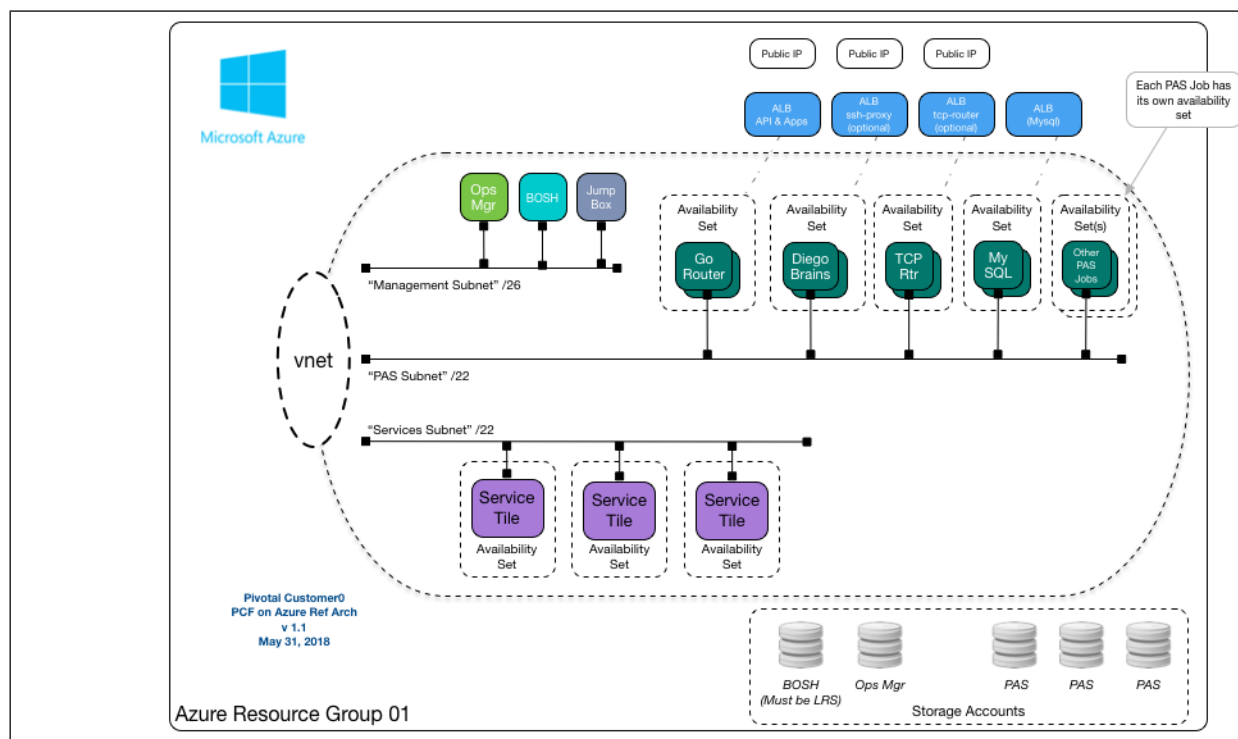 Public IP
Public IP
Public IP
Microsoft Azure
ALB
API & Apps
ALB
ssh-proxy
(optional)
ALB
tcp-router
(optional)
ALB
(Mysql)
Each PAS Job has
its own availability
set
Ops
Mgr
BOSH
Jump
Box
Availability
Set
Go
Router
Availability
Set
Diego
Brains
Availability
Set
TCP
Rtr
Availability
Set
My
SQL
Availability
Set(s)
Other
PAS
Jobs
“Management Subnet” /26
vnet
“PAS Subnet” /22
“Services Subnet” /22
Service
Tile
Availability
Set
Service
Tile
Availability
Set
Service
Tile
Availability
Set
Pivotal Customer0
PCF on Azure Ref Arch
v 1.1
May 31, 2018
BOSH
(Must be LRS)
Ops Mgr
PAS
PAS
PAS
Storage Accounts
Azure Resource Group 01